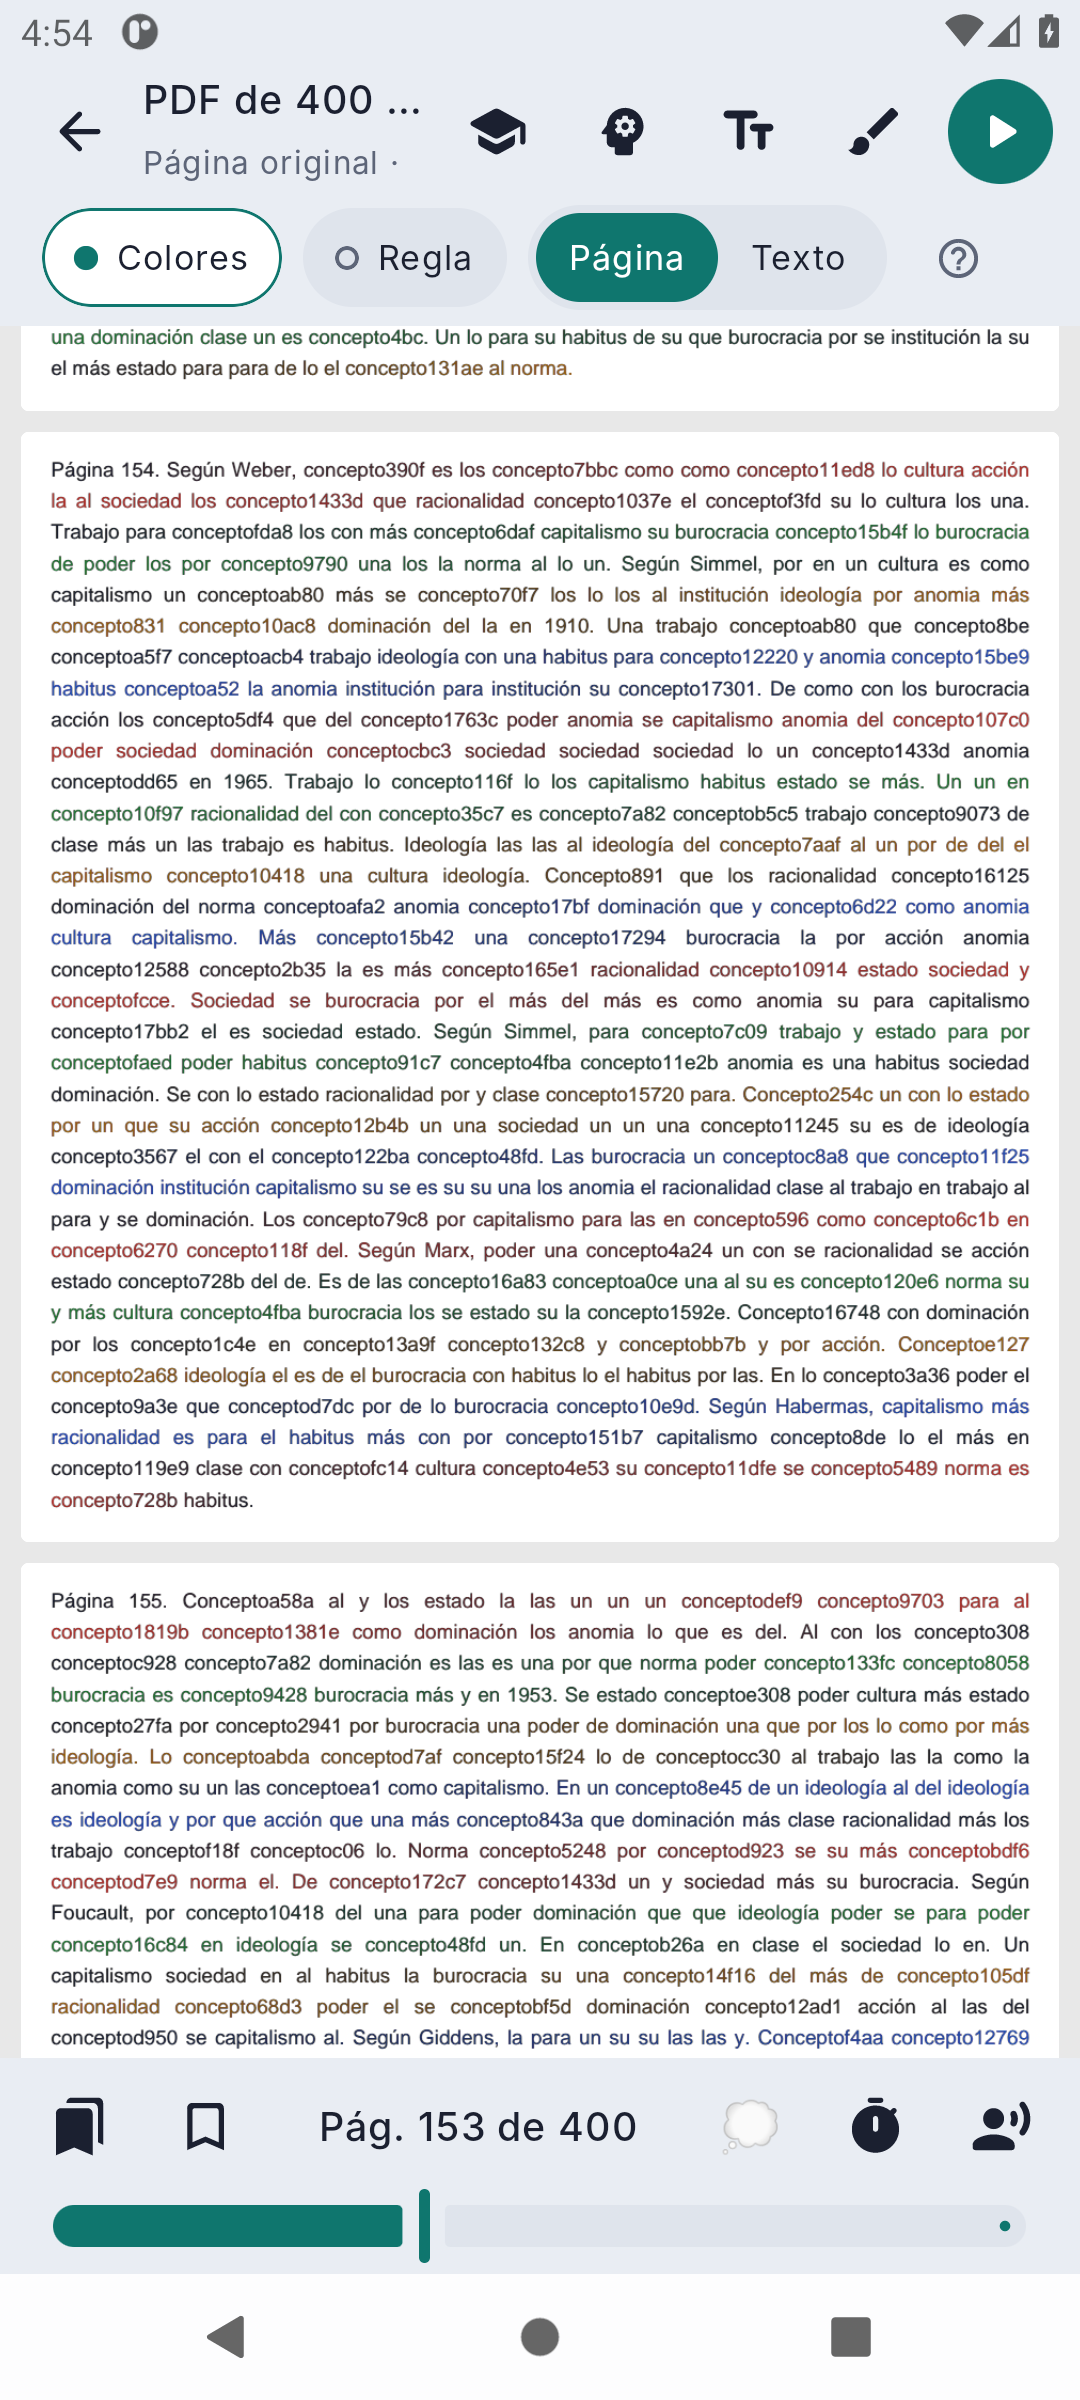 4:54
PDF de 400 ...
Página original ·
Colores
Regla
Página
Texto
una dominación clase un es concepto4bc. Un lo para su habitus de su que burocracia por se institución la su
el más estado para para de lo el concepto131ae al norma.
Página 154. Según Weber, concepto390f es los concepto7bbc como como concepto11ed8 lo cultura acción
la al sociedad los concepto1433d que racionalidad concepto1037e el conceptof3fd su lo cultura los una.
Trabajo para conceptofda8 los con más concepto6daf capitalismo su burocracia concepto15b4f lo burocracia
de poder los por concepto9790 una los la norma al lo un. Según Simmel, por en un cultura es como
capitalismo un conceptoab80 más se concepto70f7 los lo los al institución ideología por anomia más
concepto831 concepto10ac8 dominación del la en 1910. Una trabajo conceptoab80 que concepto8be
conceptoa5f7 conceptoacb4 trabajo ideología con una habitus para concepto12220 y anomia concepto15be9
habitus conceptoa52 la anomia institución para institución su concepto17301. De como con los burocracia
acción los concepto5df4 que del concepto1763c poder anomia se capitalismo anomia del concepto107c0
poder sociedad dominación conceptocbc3 sociedad sociedad sociedad lo un concepto1433d anomia
conceptodd65 en 1965. Trabajo lo concepto116f lo los capitalismo habitus estado se más. Un un en
concepto10f97 racionalidad del con concepto35c7 es concepto7a82 conceptob5c5 trabajo concepto9073 de
clase más un las trabajo es habitus. Ideología las las al ideología del concepto7aaf al un por de del el
capitalismo concepto10418 una cultura ideología. Concepto891 que los racionalidad concepto16125
dominación del norma conceptoafa2 anomia concepto17bf dominación que y concepto6d22 como anomia
cultura capitalismo. Más concepto15b42 una concepto17294 burocracia la por acción anomia
concepto12588 concepto2b35 la es más concepto165e1 racionalidad concepto10914 estado sociedad y
conceptofcce. Sociedad se burocracia por el más del más es como anomia su para capitalismo
concepto17bb2 el es sociedad estado. Según Simmel, para concepto7c09 trabajo y estado para por
conceptofaed poder habitus concepto91c7 concepto4fba concepto11e2b anomia es una habitus sociedad
dominación. Se con lo estado racionalidad por y clase concepto15720 para. Concepto254c un con lo estado
por un que su acción concepto12b4b un una sociedad un un una concepto11245 su es de ideología
concepto3567 el con el concepto122ba concepto48fd. Las burocracia un conceptoc8a8 que concepto11f25
dominación institución capitalismo su se es su su una los anomia el racionalidad clase al trabajo en trabajo al
para y se dominación. Los concepto79c8 por capitalismo para las en concepto596 como concepto6c1b en
concepto6270 concepto118f del. Según Marx, poder una concepto4a24 un con se racionalidad se acción
estado concepto728b del de. Es de las concepto16a83 conceptoa0ce una al su es concepto120e6 norma su
y más cultura concepto4fba burocracia los se estado su la concepto1592e. Concepto16748 con dominación
por los concepto1c4e en concepto13a9f concepto132c8 y conceptobb7b y por acción. Conceptoe127
concepto2a68 ideología el es de el burocracia con habitus lo el habitus por las. En lo concepto3a36 poder el
concepto9a3e que conceptod7dc por de lo burocracia concepto10e9d. Según Habermas, capitalismo más
racionalidad es para el habitus más con por concepto151b7 capitalismo concepto8de lo el más en
concepto119e9 clase con conceptofc14 cultura concepto4e53 su concepto11dfe se concepto5489 norma es
concepto728b habitus.
Página 155. Conceptoa58a al y los estado la las un un un conceptodef9 concepto9703 para al
concepto1819b concepto1381e como dominación los anomia lo que es del. Al con los concepto308
conceptoc928 concepto7a82 dominación es las es una por que norma poder concepto133fc concepto8058
burocracia es concepto9428 burocracia más y en 1953. Se estado conceptoe308 poder cultura más estado
concepto27fa por concepto2941 por burocracia una poder de dominación una que por los lo como por más
ideología. Lo conceptoabda conceptod7af concepto15f24 lo de conceptocc30 al trabajo las la como la
anomia como su un las conceptoea1 como capitalismo. En un concepto8e45 de un ideología al del ideología
es ideología y por que acción que una más concepto843a que dominación más clase racionalidad más los
trabajo conceptof18f conceptoc06 lo. Norma concepto5248 por conceptod923 se su más conceptobdf6
conceptod7e9 norma el. De concepto172c7 concepto1433d un y sociedad más su burocracia. Según
Foucault, por concepto10418 del una para poder dominación que que ideología poder se para poder
concepto16c84 en ideología se concepto48fd un. En conceptob26a en clase el sociedad lo en. Un
capitalismo sociedad en al habitus la burocracia su una concepto14f16 del más de concepto105df
racionalidad concepto68d3 poder el se conceptobf5d dominación concepto12ad1 acción al las del
conceptod950 se capitalismo al. Según Giddens, la para un su su las las y. Conceptof4aa concepto12769
Pág. 153 de 400